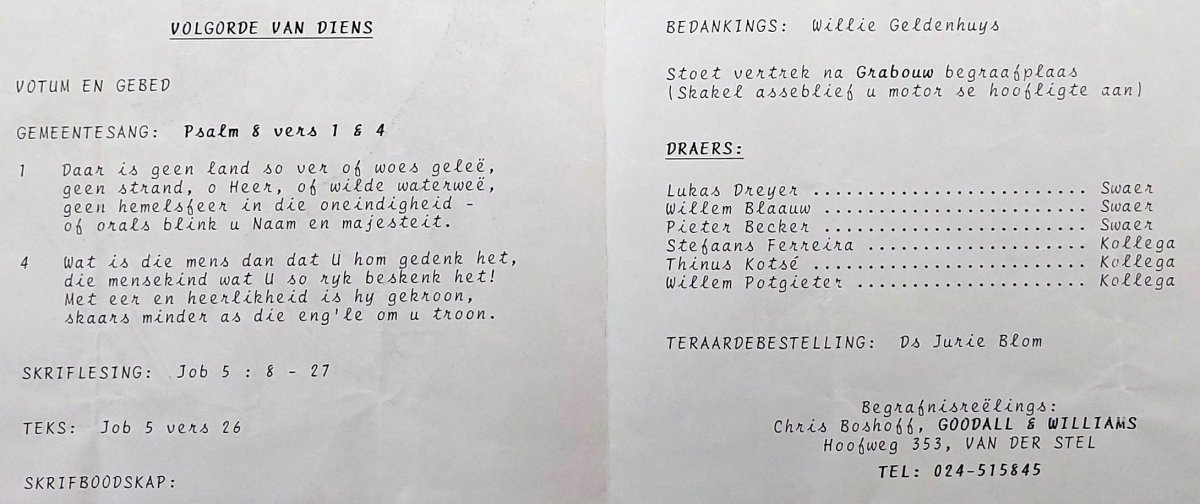 VOLGORDE VAN DIENS
VOTUM EN GEBED
GEMEENTESANG: Psalm 8 vers 1 & 4
1 Daar is geen land so ver of woes geleë,
geen strand, o Heer, of wilde waterweë,
geen hemelsfeer in die oneindigheid -
of orals blink u Naam en majesteit.
4 Wat is die mens dan dat U hom gedenk het,
die mensekind wat U so ryk beskenk het!
Met eer en heerlikheid is hy gekroon,
skaars minder as die eng'le om u troon.
SKRIFLESING: Job 5 : 8 - 27
TEKS: Job 5 vers 26
SKRIFBOODSKAP:
BEDANKINGS: Willie Geldenhuys
Stoet vertrek na Grabouw begraafplaas
(Skakel asseblief u motor se hoofligte aan)
DRAERS:
Lukas Dreyer ......................... Swaer
Willem Blaauw ........................ Swaer
Pieter Becker ........................ Swaer
Stefaans Ferreira .................... Kollega
Thinus Kotsé ......................... Kollega
Willem Potgieter ..................... Kollega
TERAARDEBESTELLING: Ds Jurie Blom
Begrafnisreëlings:
Chris Boshoff, GOODALL & WILLIAMS
Hoofweg 353, VAN DER STEL
TEL: 024-515845